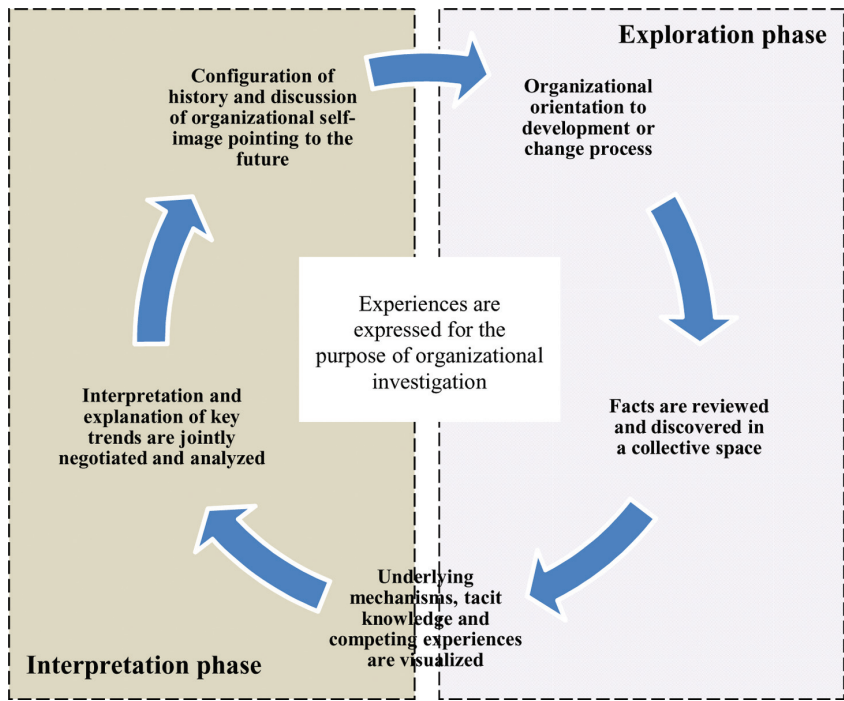 Exploration phase
Organizational
orientation to
development or
change process
Facts are reviewed
and discovered in
a collective space
Underlying
mechanisms, tacit
knowledge and
competing experiences
are visualized
Interpretation phase
Interpretation and
explanation of key
trends are jointly
negotiated and analyzed
Configuration of
history and discussion
of organizational self-
image pointing to the
future
Experiences are
expressed for the
purpose of organizational
investigation